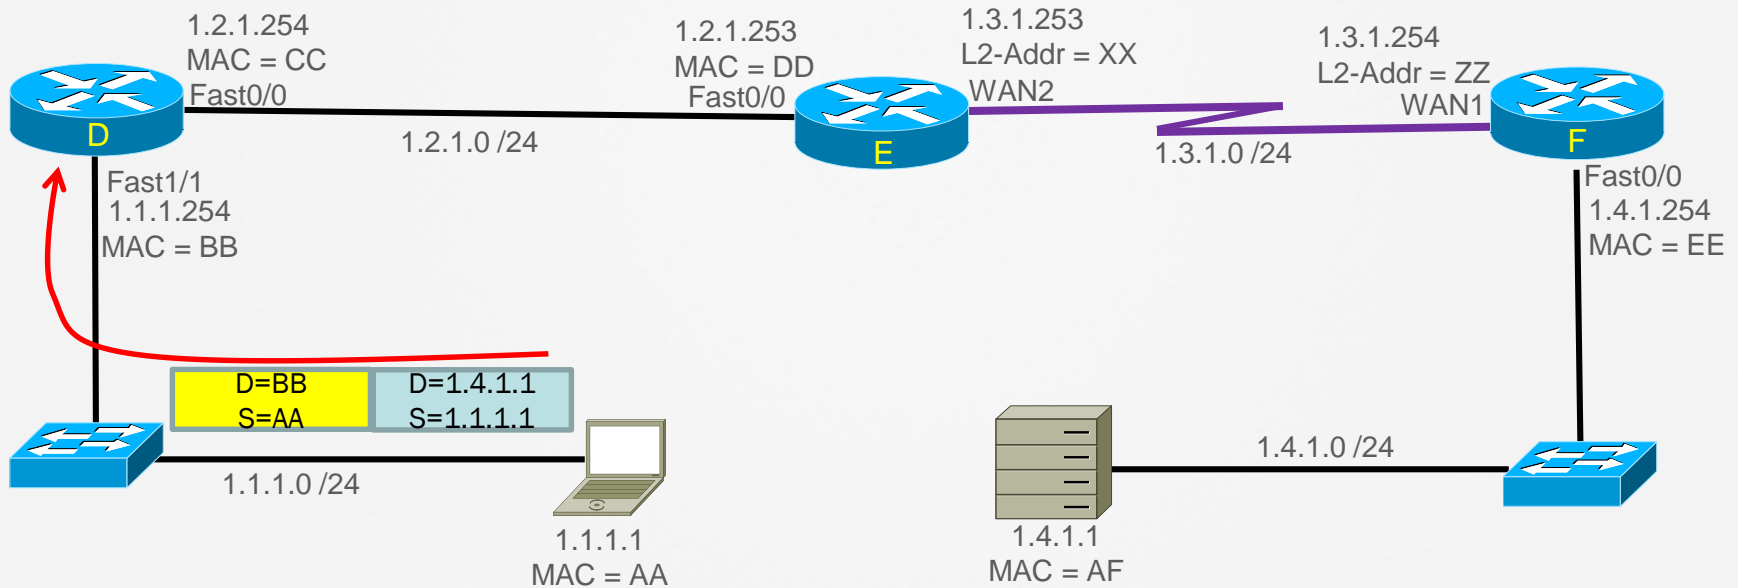 1.2.1.254
MAC = CC
Fast0/0
D
1.2.1.0 /24
1.2.1.253
MAC = DD
Fast0/0
E
1.3.1.253
L2-Addr = XX
WAN2
1.3.1.0 /24
1.3.1.254
L2-Addr = ZZ
WAN1
F
Fast1/1
1.1.1.254
MAC = BB
Fast0/0
1.4.1.254
MAC = EE
D=BB
S=AA
D=1.4.1.1
S=1.1.1.1
1.1.1.0 /24
1.1.1.1
MAC = AA
1.4.1.0 /24
1.4.1.1
MAC = AF